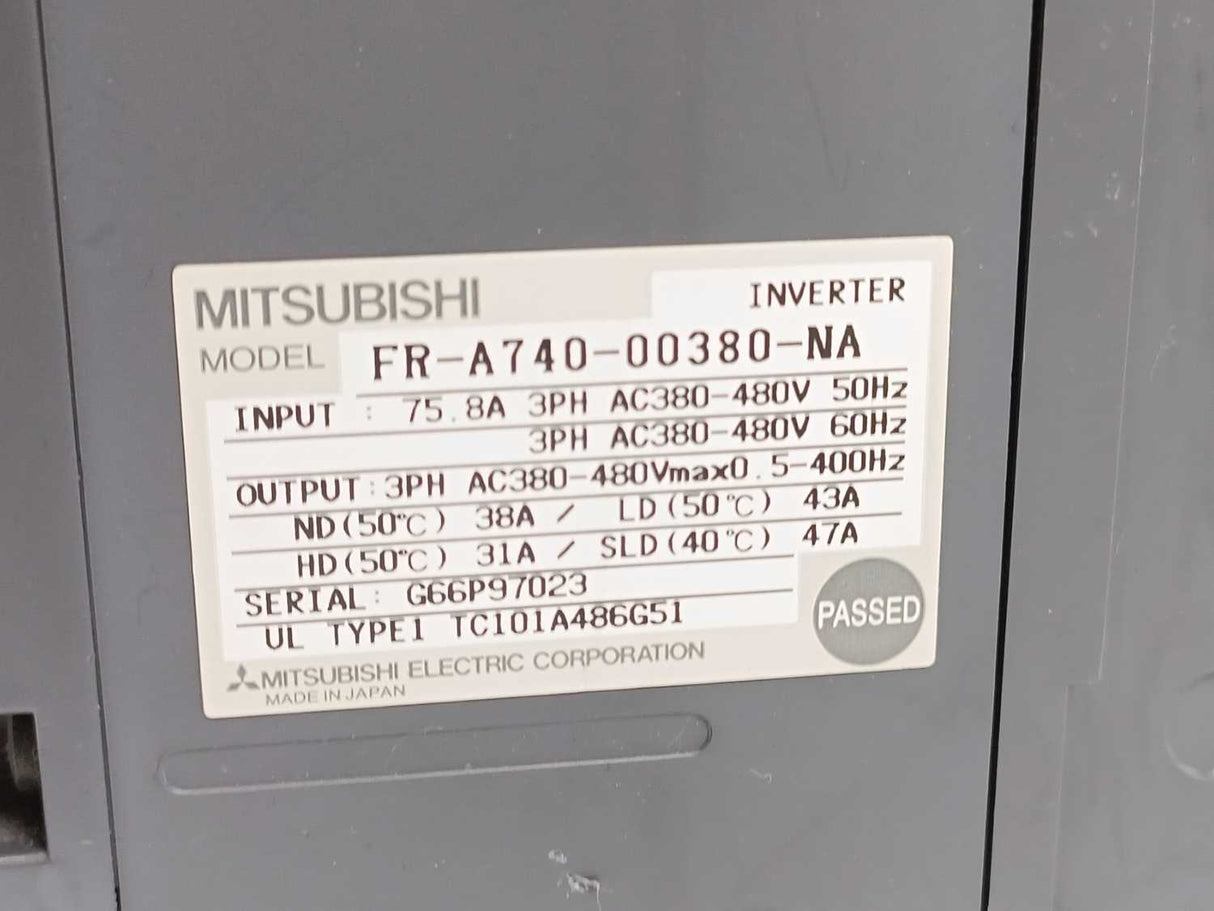 MITSUBISHI INVERTER
MODEL FR-A740-00380-NA
INPUT : 75.8A 3PH AC380-480V 50Hz
3PH AC380-480V 60Hz
OUTPUT:3PH AC380-480Vmax0.5-400Hz
ND(50℃) 38A / LD(50℃) 43A
HD(50℃) 31A / SLD(40℃) 47A
SERIAL: G66P97023
UL TYPE1 TC101A486G51
PASSED
MITSUBISHI ELECTRIC CORPORATION
MADE IN JAPAN